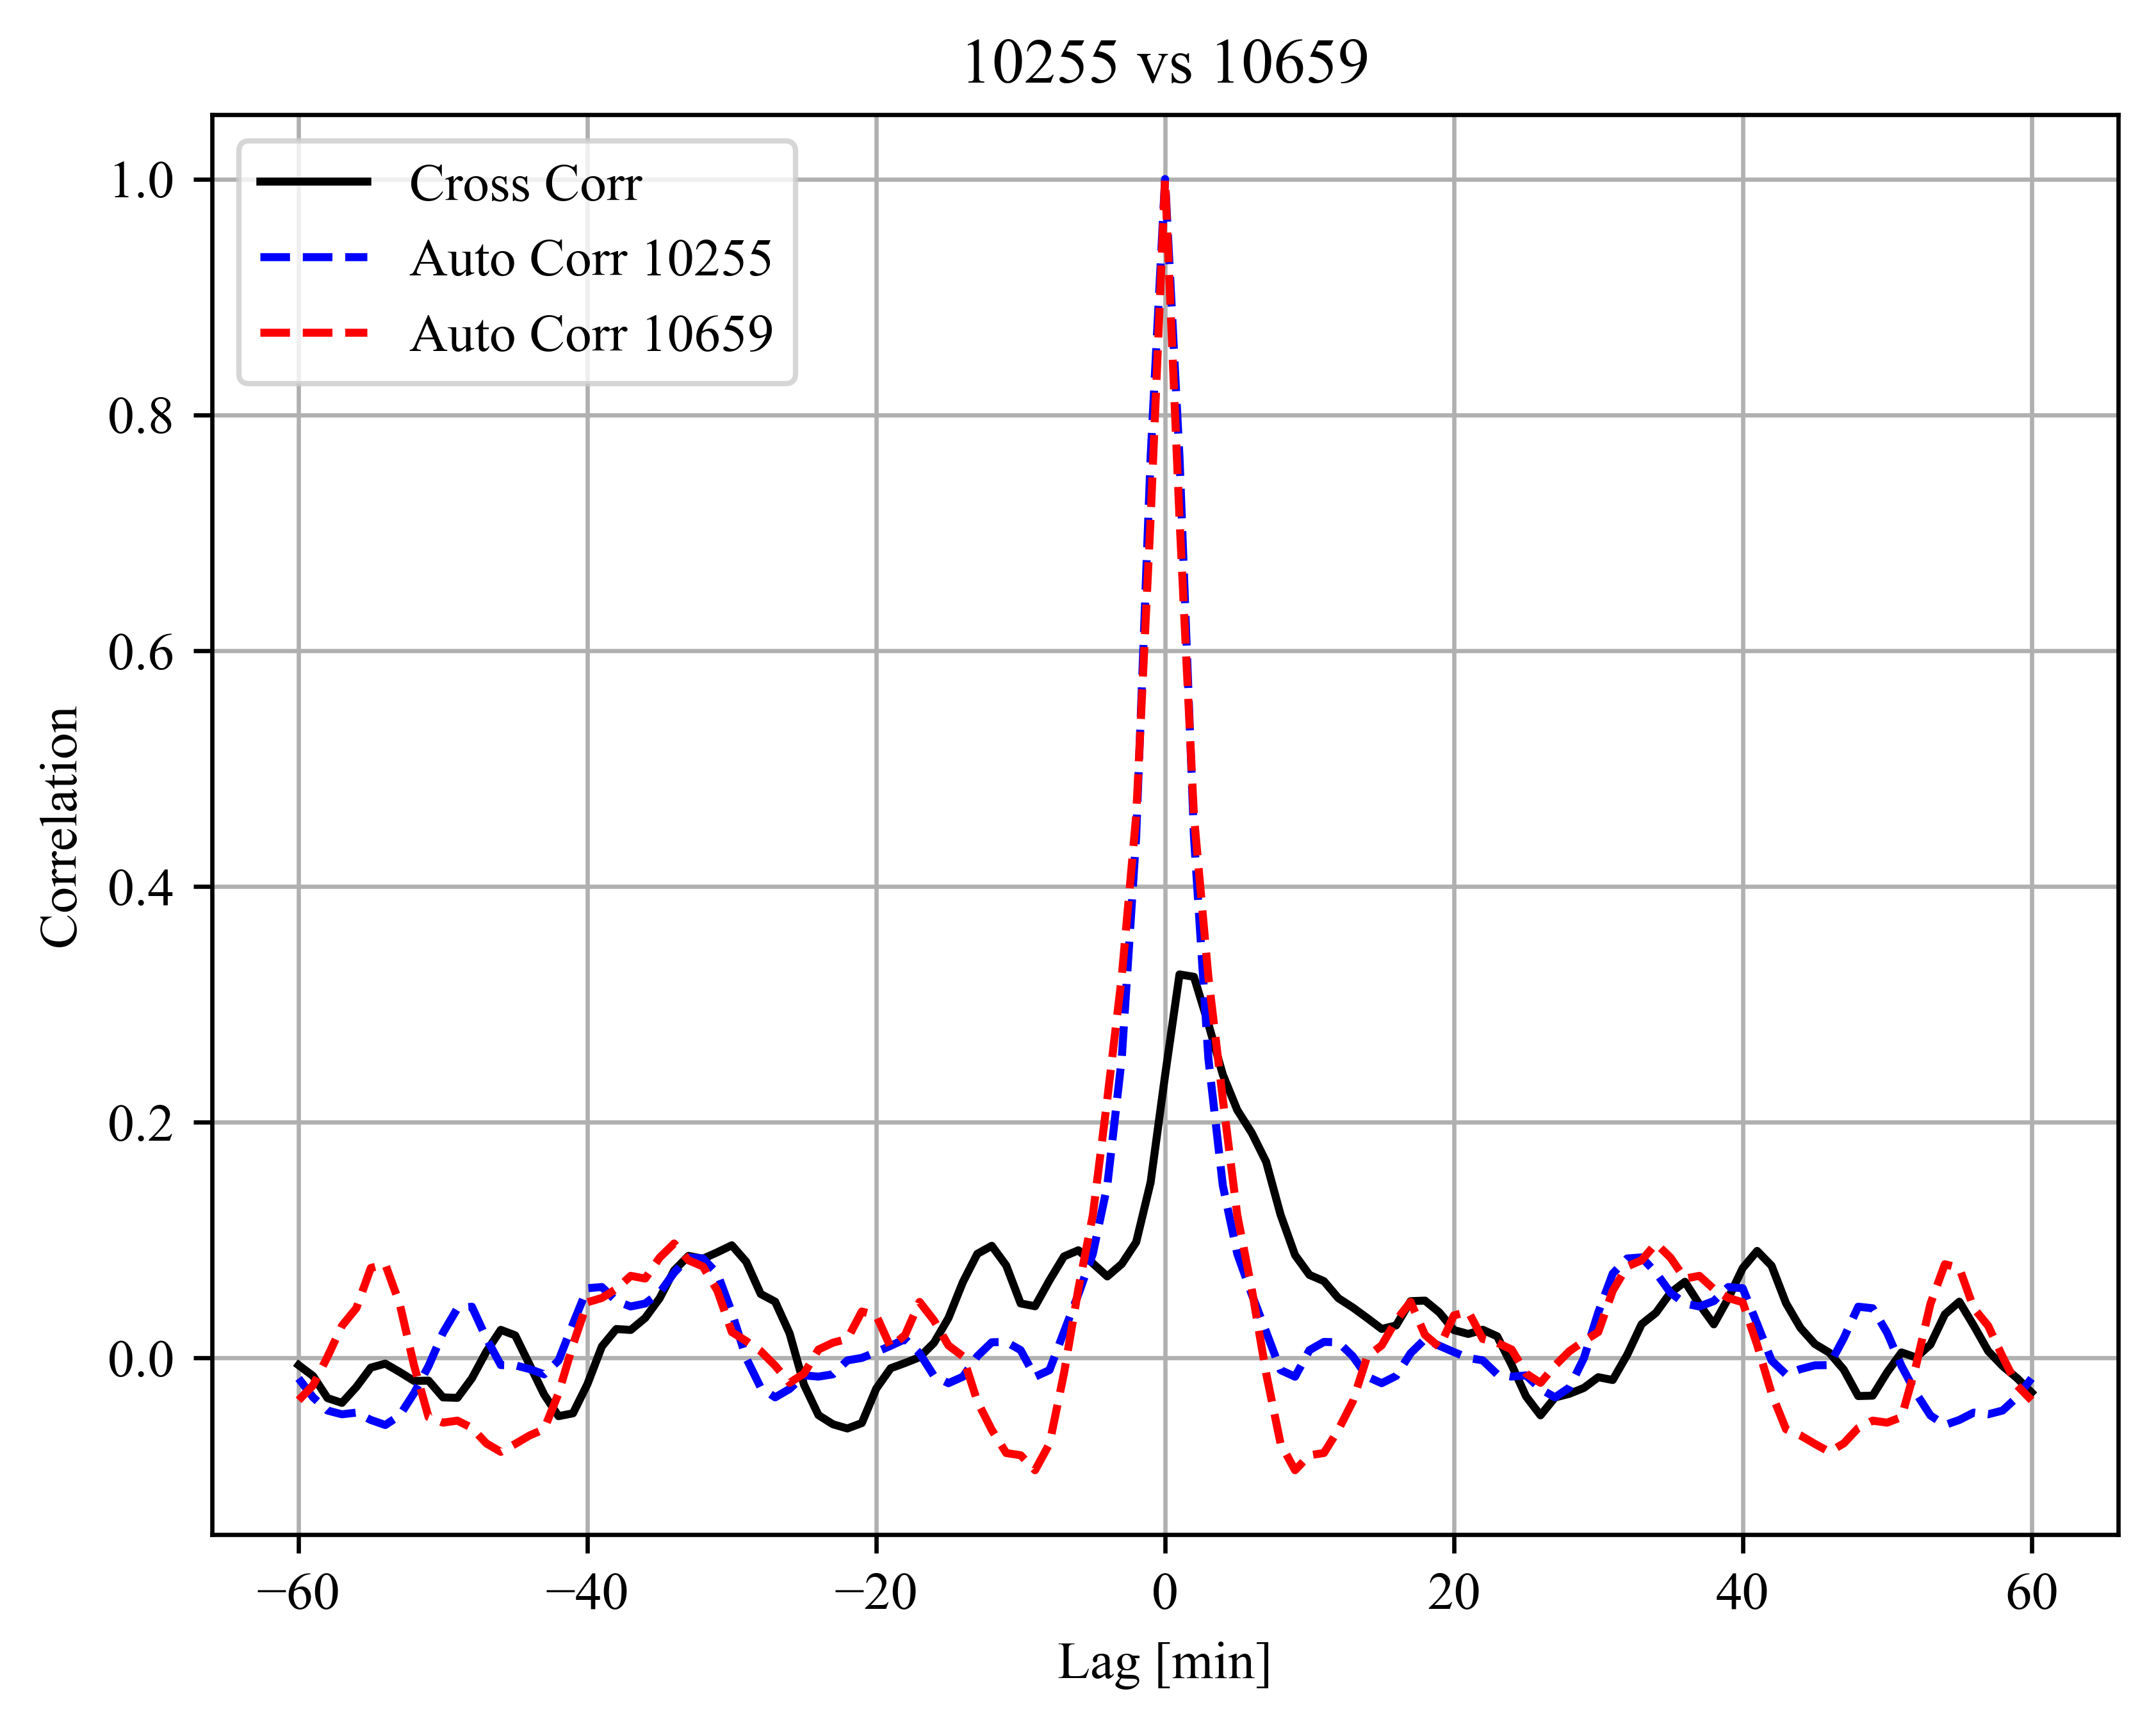 10255 vs 10659
Cross Corr
Auto Corr 10255
Auto Corr 10659
1.0
0.8
0.6
0.4
0.2
0.0
Correlation
−60 −40 −20 0 20 40 60
Lag [min]